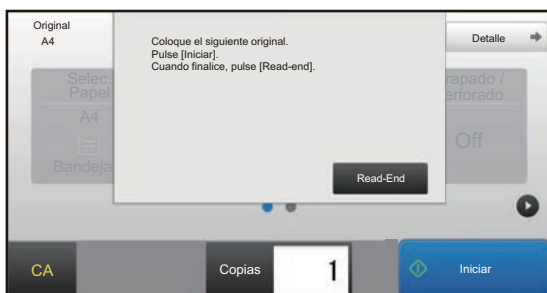 Original
A4
Coloque el siguiente original.
Pulse [Iniciar].
Cuando finalice, pulse [Read-end].
Detalle
Selec.
Papel
A4
Bandeja
rapado /
erforado
Off
Read-End
CA
Copias
1
Iniciar